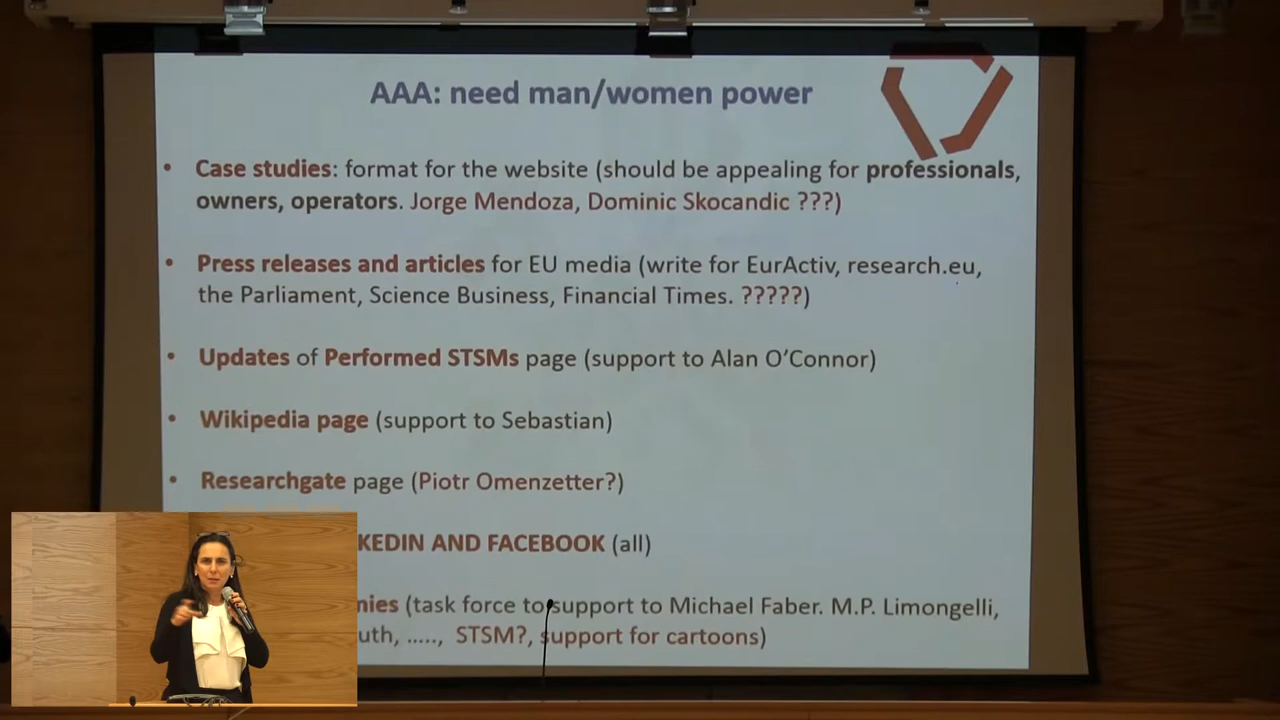 AAA: need man/women power
• Case studies: format for the website (should be appealing for professionals,
owners, operators. Jorge Mendoza, Dominic Skocandic ???)
• Press releases and articles for EU media (write for EurActiv, research.eu,
the Parliament, Science Business, Financial Times. ?????)
• Updates of Performed STSMs page (support to Alan O’Connor)
• Wikipedia page (support to Sebastian)
• Researchgate page (Piotr Omenzetter?)
KEDIN AND FACEBOOK (all)
nies (task force to support to Michael Faber. M.P. Limongelli,
uth, ....., STSM?, support for cartoons)